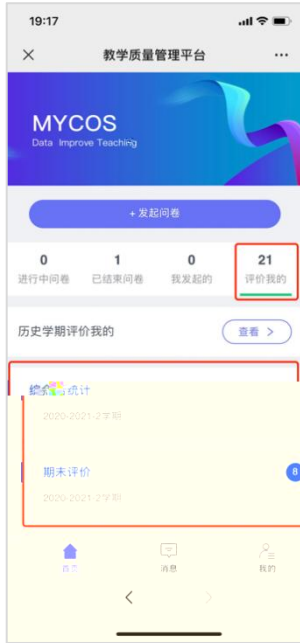 19:17
教学质量管理平台
MYCOS
Data Improve Teaching
+ 发起问卷
0 1 0 21
进行中问卷 已结束问卷 我发起的 评价我的
历史学期评价我的 查看 >
统计
2020-2021-2学期
期末评价 8
2020-2021-2学期
首页 消息 我的